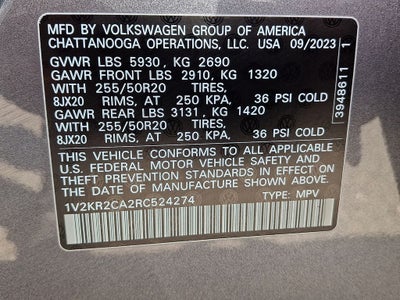 MFD BY VOLKSWAGEN GROUP OF AMERICA
CHATTANOOGA OPERATIONS, LLC. USA 09/2023
GVWR LBS 5930, KG 2690
GAWR FRONT LBS 2910, KG 1320
WITH 255/50R20 TIRES,
8JX20 RIMS, AT 250 KPA, 36 PSI COLD
GAWR REAR LBS 3131, KG 1420
WITH 255/50R20 TIRES,
8JX20 RIMS, AT 250 KPA, 36 PSI COLD
THIS VEHICLE CONFORMS TO ALL APPLICABLE
U.S. FEDERAL MOTOR VEHICLE SAFETY AND
THEFT PREVENTION STANDARDS IN EFFECT ON
THE DATE OF MANUFACTURE SHOWN ABOVE.
1V2KR2CA2RC524274 TYPE: MPV
3948611 1